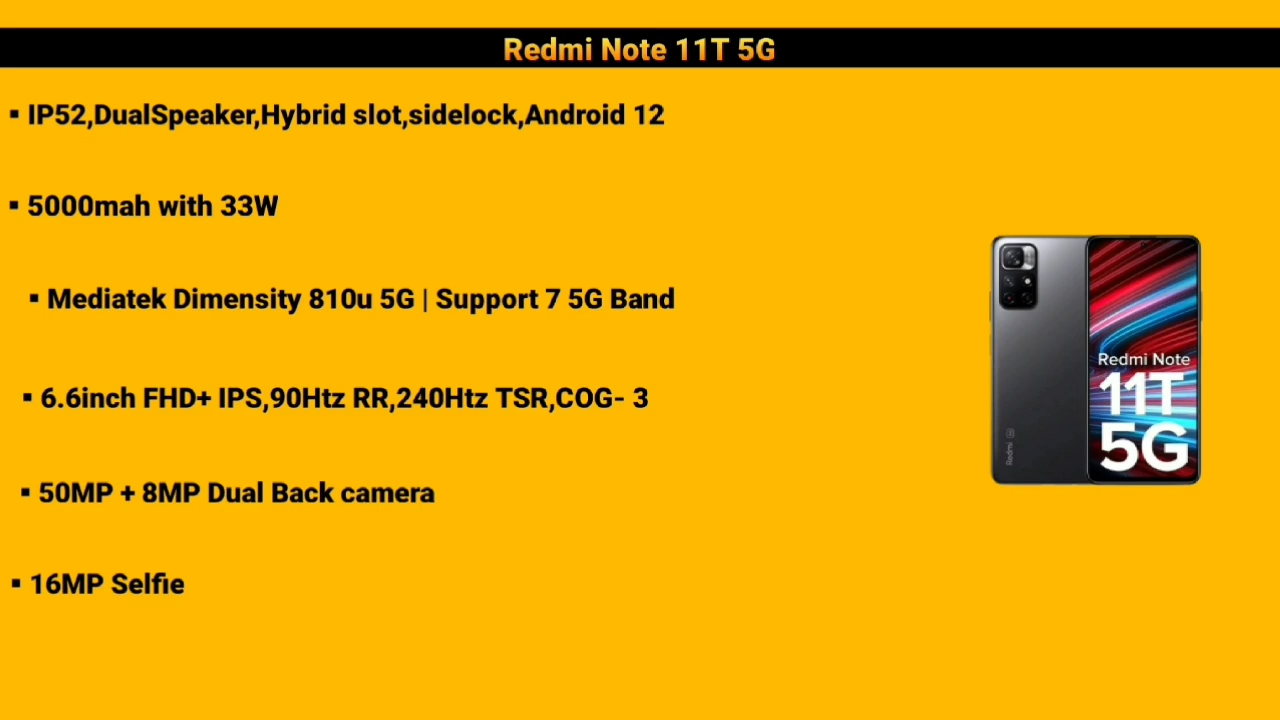 Redmi Note 11T 5G
▪ IP52,DualSpeaker,Hybrid slot,sidelock,Android 12
▪ 5000mah with 33W
▪ Mediatek Dimensity 810u 5G | Support 7 5G Band
▪ 6.6inch FHD+ IPS,90Htz RR,240Htz TSR,COG- 3
▪ 50MP + 8MP Dual Back camera
▪ 16MP Selfie
Redmi Note
11T
5G
Redmi